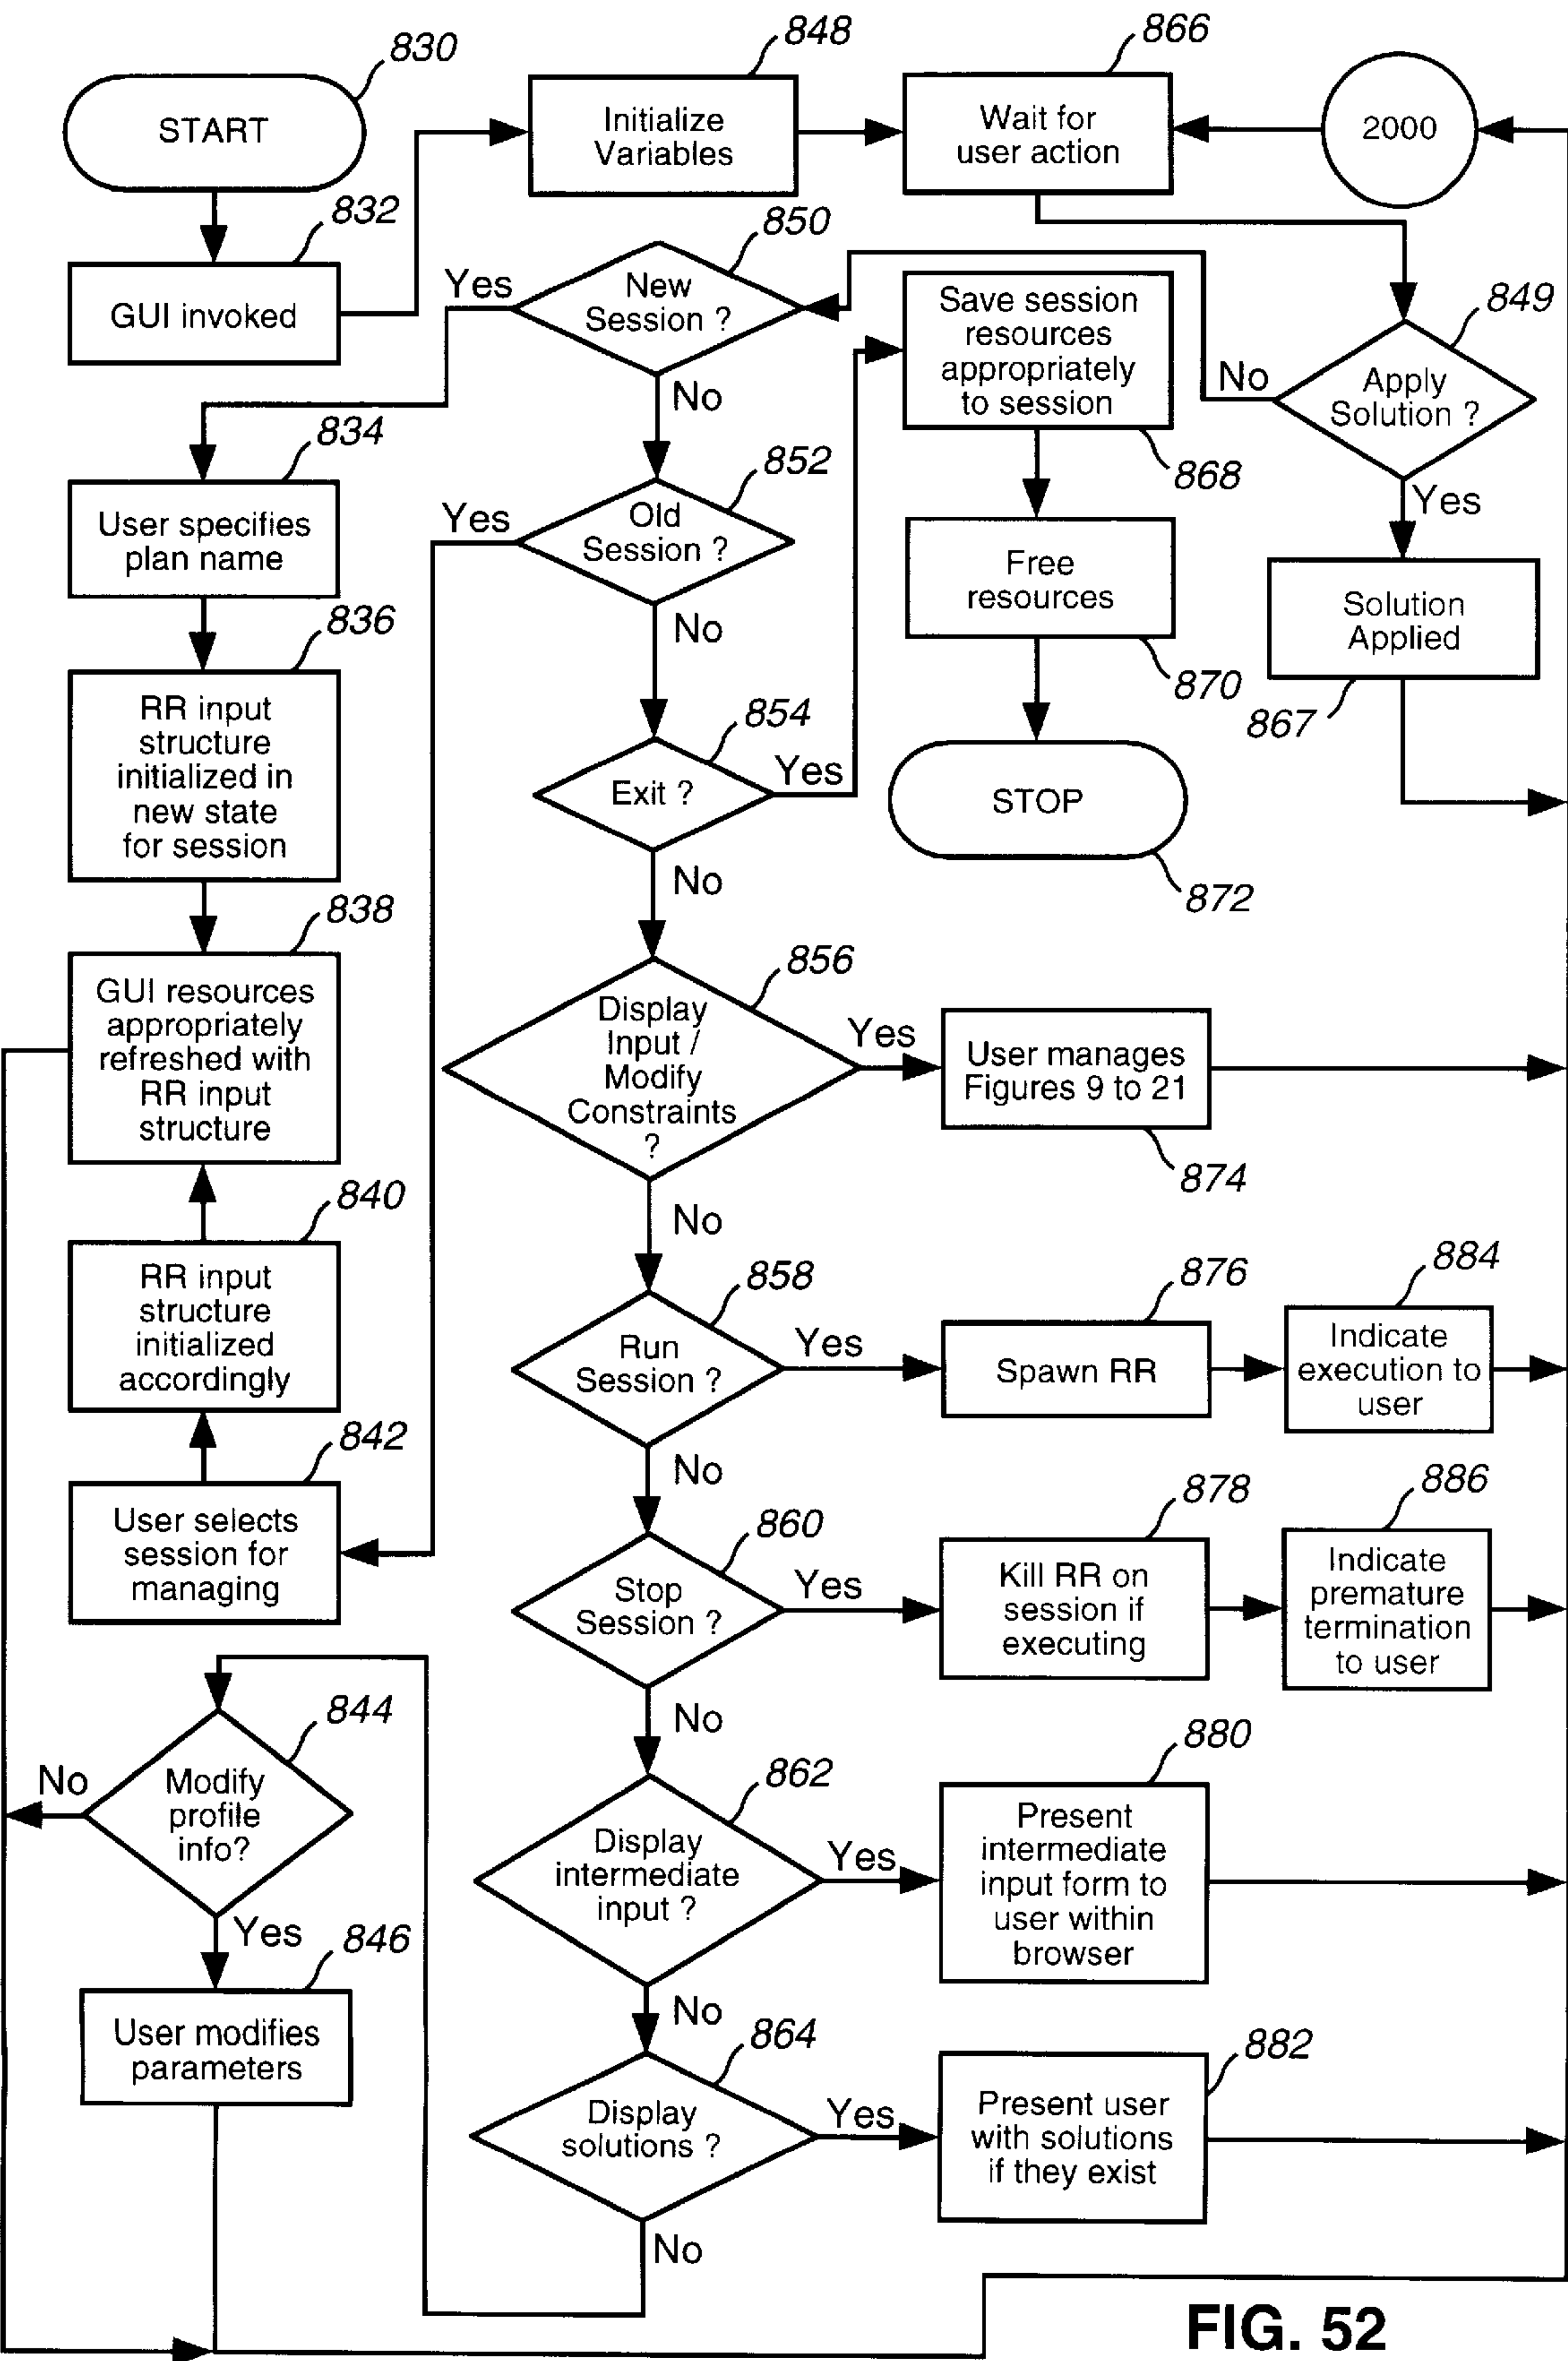 830
START
832
GUI invoked
848
Initialize
Variables
866
Wait for
user action
2000
849
Apply
Solution ?
No
Yes
Solution
Applied
867
850
New
Session ?
Yes
No
834
User specifies
plan name
836
RR input
structure
initialized in
new state
for session
838
GUI resources
appropriately
refreshed with
RR input
structure
840
RR input
structure
initialized
accordingly
842
User selects
session for
managing
852
Old
Session ?
Yes
No
854
Exit ?
Yes
No
Save session
resources
appropriately
to session
868
Free
resources
870
STOP
872
856
Display
Input /
Modify
Constraints
?
Yes
No
User manages
Figures 9 to 21
874
858
Run
Session ?
Yes
No
876
Spawn RR
884
Indicate
execution to
user
860
Stop
Session ?
Yes
No
878
Kill RR on
session if
executing
886
Indicate
premature
termination
to user
862
Display
intermediate
input ?
Yes
No
880
Present
intermediate
input form to
user within
browser
864
Display
solutions ?
Yes
No
882
Present user
with solutions
if they exist
844
Modify
profile
info?
No
Yes
846
User modifies
parameters
FIG. 52